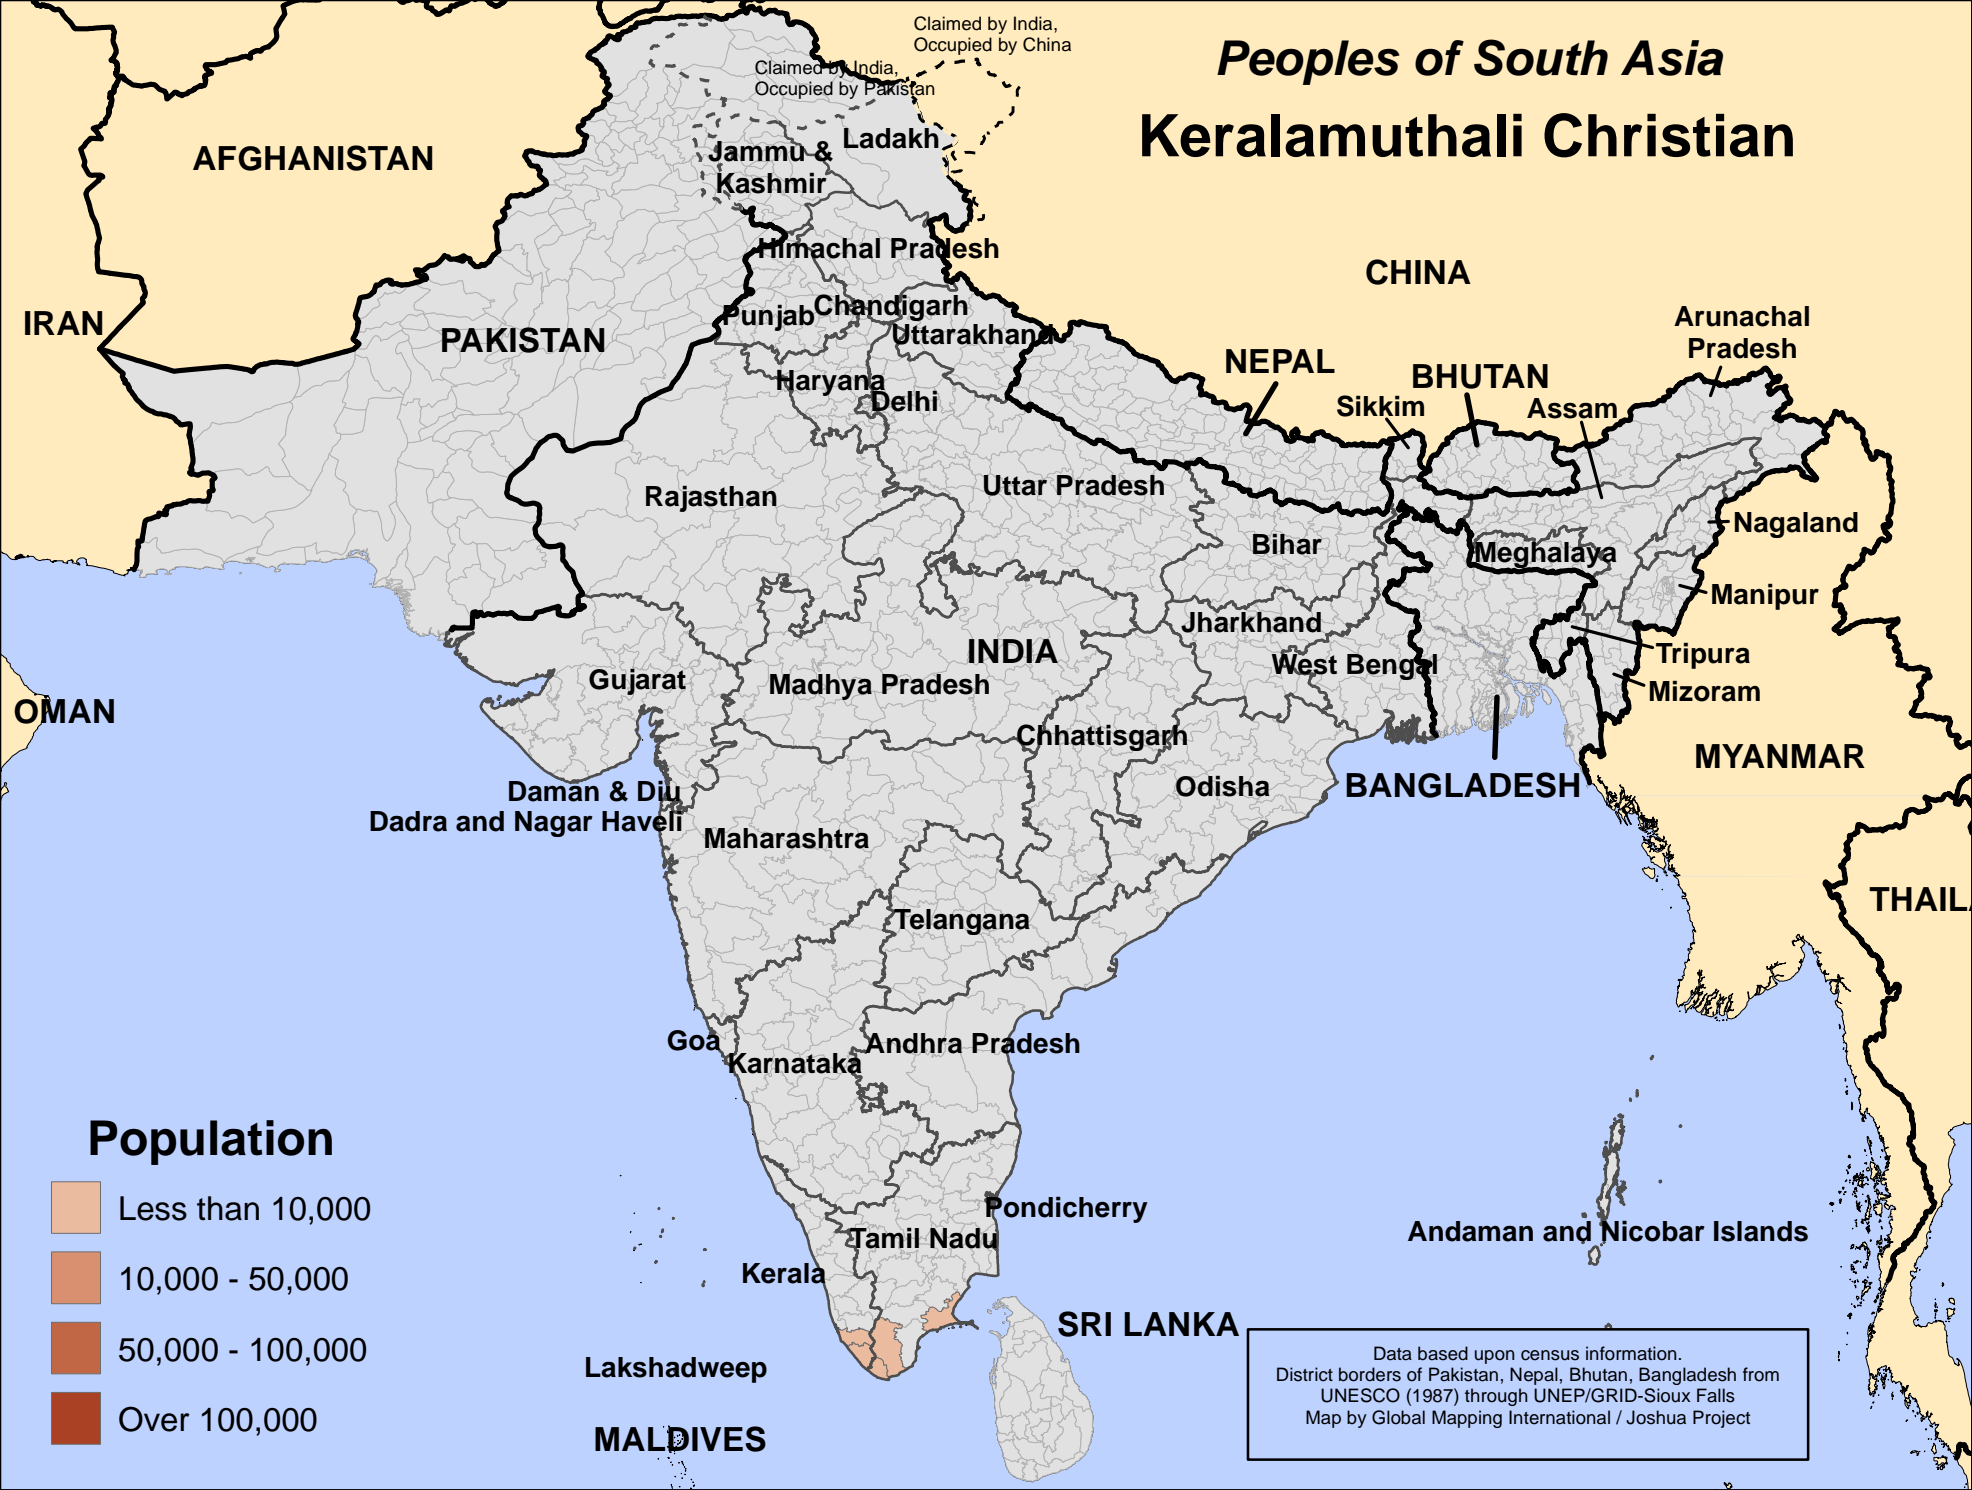 Peoples of South Asia
Keralamuthali Christian
Claimed by India,
Occupied by China
Claimed by India,
Occupied by Pakistan
AFGHANISTAN
Jammu &
Kashmir
Ladakh
Himachal Pradesh
CHINA
IRAN
PAKISTAN
Punjab
Chandigarh
Uttarakhand
Arunachal
Pradesh
NEPAL
BHUTAN
Haryana
Delhi
Sikkim
Assam
Rajasthan
Uttar Pradesh
Nagaland
Bihar
Meghalaya
Manipur
Jharkhand
INDIA
West Bengal
Tripura
Mizoram
Gujarat
Madhya Pradesh
OMAN
Chhattisgarh
MYANMAR
Odisha
BANGLADESH
Daman & Diu
Dadra and Nagar Haveli
Maharashtra
THAIL
Telangana
Goa
Karnataka
Andhra Pradesh
Pondicherry
Tamil Nadu
Andaman and Nicobar Islands
Kerala
SRI LANKA
Lakshadweep
MALDIVES
Population
Less than 10,000
10,000 - 50,000
50,000 - 100,000
Over 100,000
Data based upon census information.
District borders of Pakistan, Nepal, Bhutan, Bangladesh from
UNESCO (1987) through UNEP/GRID-Sioux Falls
Map by Global Mapping International / Joshua Project